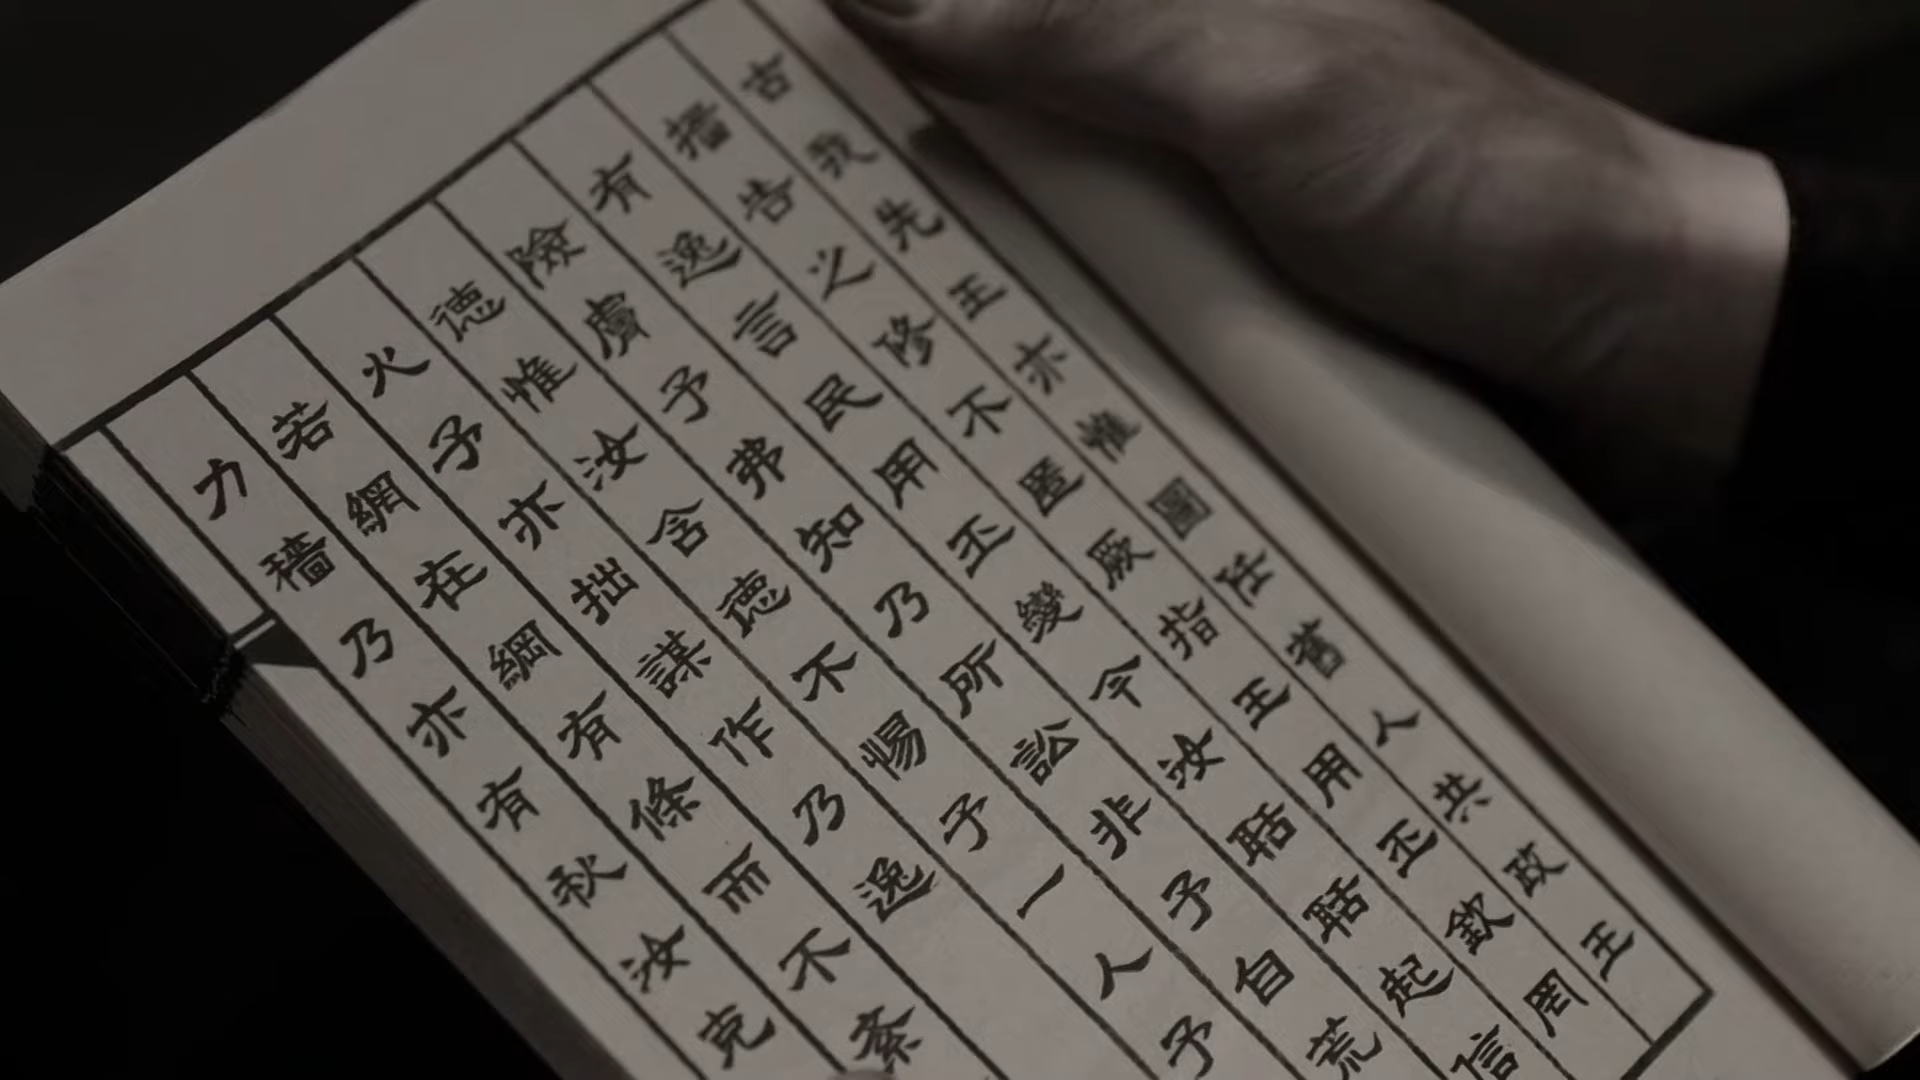 古我先王亦惟圖任舊人共政王
播告之修不匿厥指王用丕欽罔
有逸言民用丕變今汝聒聒起信
險膚予弗知乃所訟非予自荒
德惟汝含德不惕予一人予
火予亦拙謀作乃逸
若網在綱有條而不紊
力穡乃亦有秋汝克